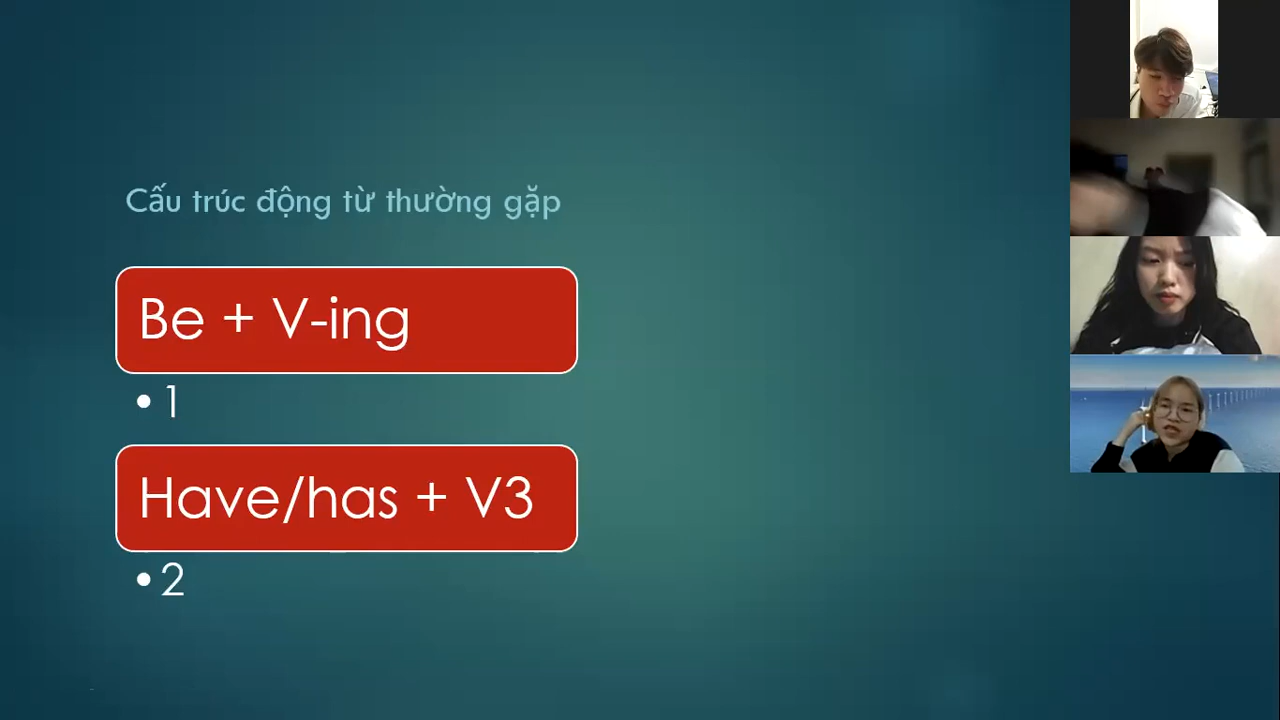 Cấu trúc động từ thường gặp
Be + V-ing
• 1
Have/has + V3
• 2